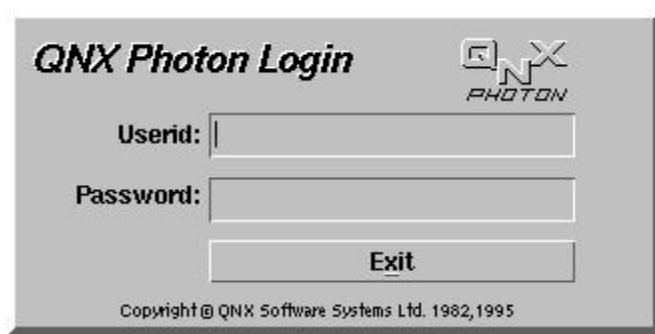 QNX Photon Login
QNX
PHOTON
Userid:
Password:
Exit
Copyright © QNX Software Systems Ltd. 1982,1995